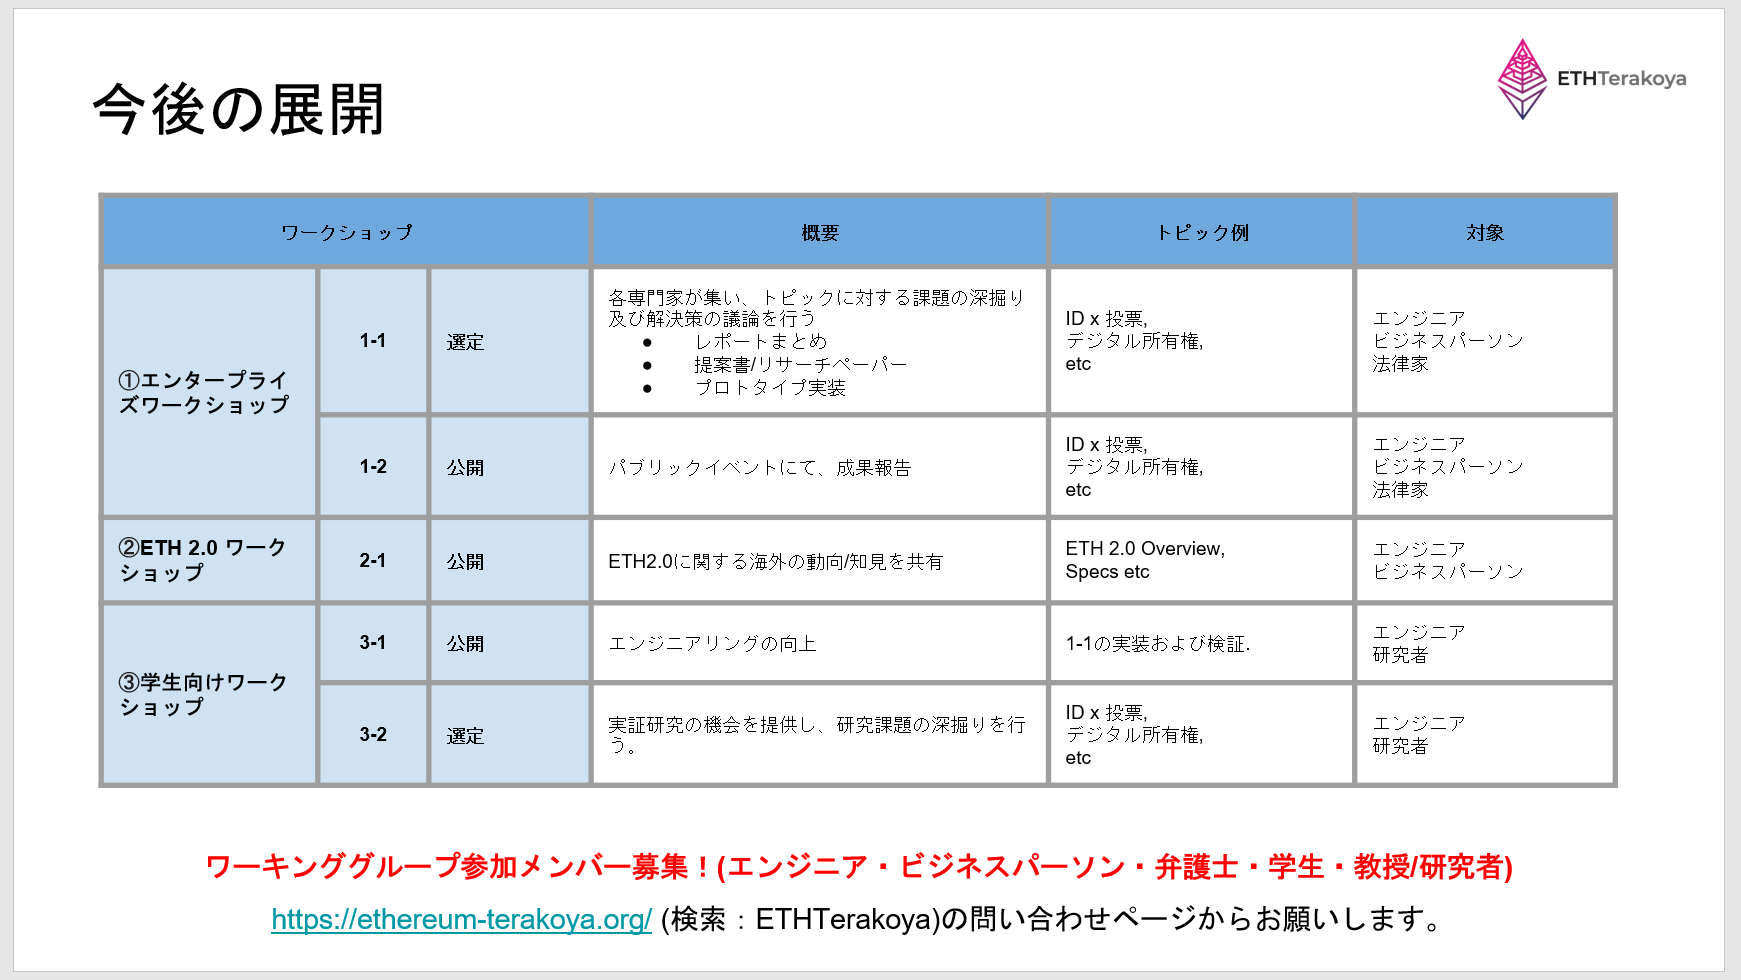 今後の展開
ETHTerakoya
ワークショップ
概要
トピック例
対象
①エンタープライ
ズワークショップ
1-1
選定
各専門家が集い、トピックに対する課題の深掘り
及び解決策の議論を行う
● レポートまとめ
● 提案書/リサーチペーパー
● プロトタイプ実装
ID x 投票,
デジタル所有権,
etc
エンジニア
ビジネスパーソン
法律家
1-2
公開
パブリックイベントにて、成果報告
ID x 投票,
デジタル所有権,
etc
エンジニア
ビジネスパーソン
法律家
②ETH 2.0 ワーク
ショップ
2-1
公開
ETH2.0に関する海外の動向/知見を共有
ETH 2.0 Overview,
Specs etc
エンジニア
ビジネスパーソン
③学生向けワーク
ショップ
3-1
公開
エンジニアリングの向上
1-1の実装および検証.
エンジニア
研究者
3-2
選定
実証研究の機会を提供し、研究課題の深掘りを行
う。
ID x 投票,
デジタル所有権,
etc
エンジニア
研究者
ワーキンググループ参加メンバー募集！(エンジニア・ビジネスパーソン・弁護士・学生・教授/研究者)
https://ethereum-terakoya.org/ (検索：ETHTerakoya)の問い合わせページからお願いします。